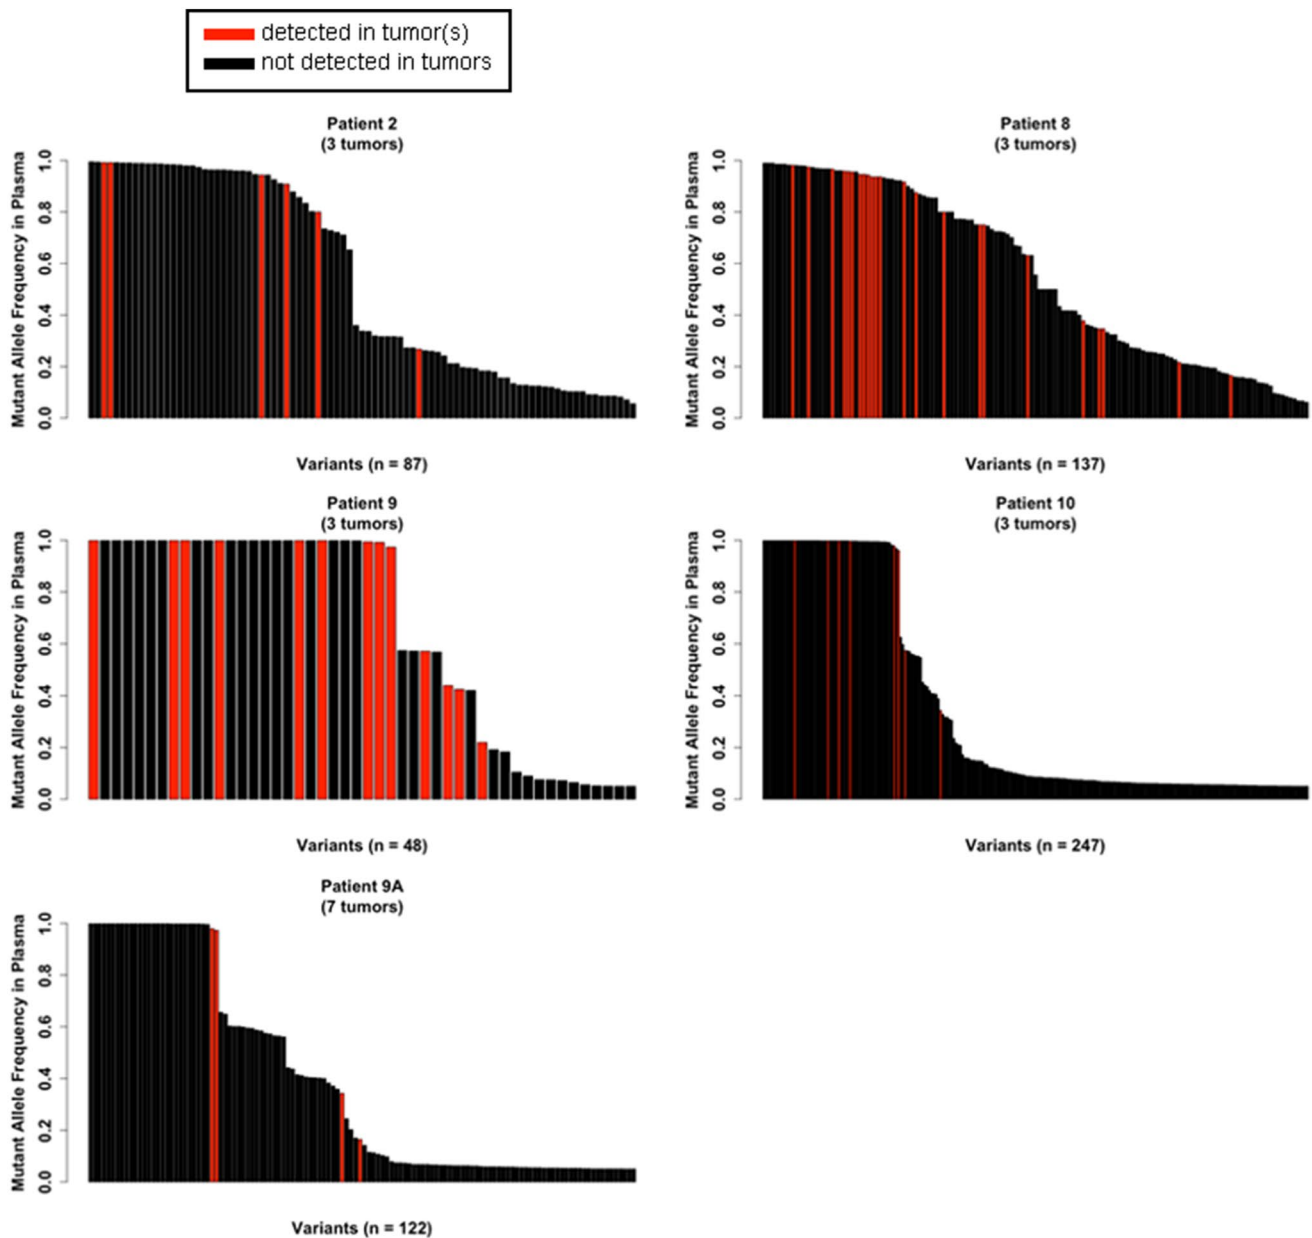 detected in tumor(s)
not detected in tumors
Patient 2
(3 tumors)
Mutant Allele Frequency in Plasma
0.0 0.2 0.4 0.6 0.8 1.0
Variants (n = 87)
Patient 8
(3 tumors)
Mutant Allele Frequency in Plasma
0.0 0.2 0.4 0.6 0.8 1.0
Variants (n = 137)
Patient 9
(3 tumors)
Mutant Allele Frequency in Plasma
0.0 0.2 0.4 0.6 0.8 1.0
Variants (n = 48)
Patient 10
(3 tumors)
Mutant Allele Frequency in Plasma
0.0 0.2 0.4 0.6 0.8 1.0
Variants (n = 247)
Patient 9A
(7 tumors)
Mutant Allele Frequency in Plasma
0.0 0.2 0.4 0.6 0.8 1.0
Variants (n = 122)